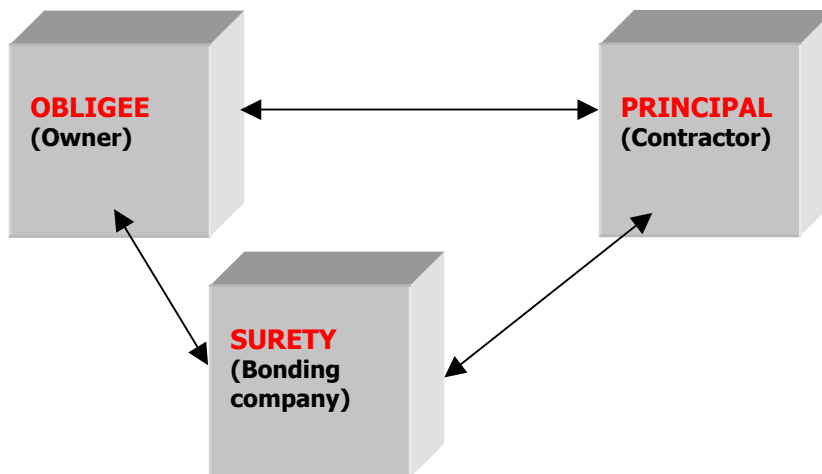 OBLIGEE
(Owner)
PRINCIPAL
(Contractor)
SURETY
(Bonding
company)